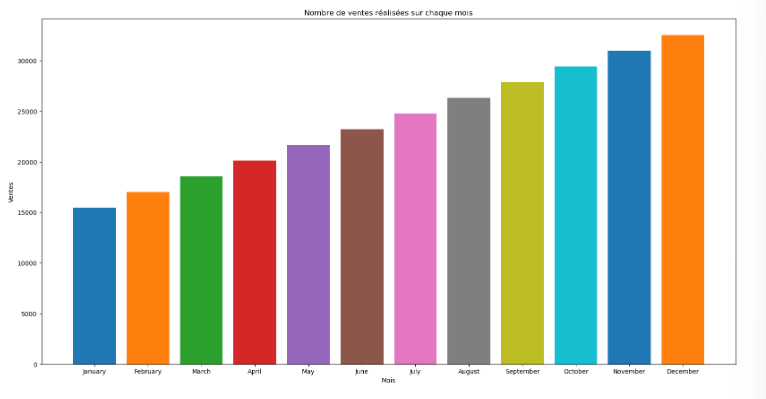 Nombre de ventes réalisées sur chaque mois
30000
25000
20000
15000
10000
5000
0
Ventes
January February March April May June July August September October November December
Mois